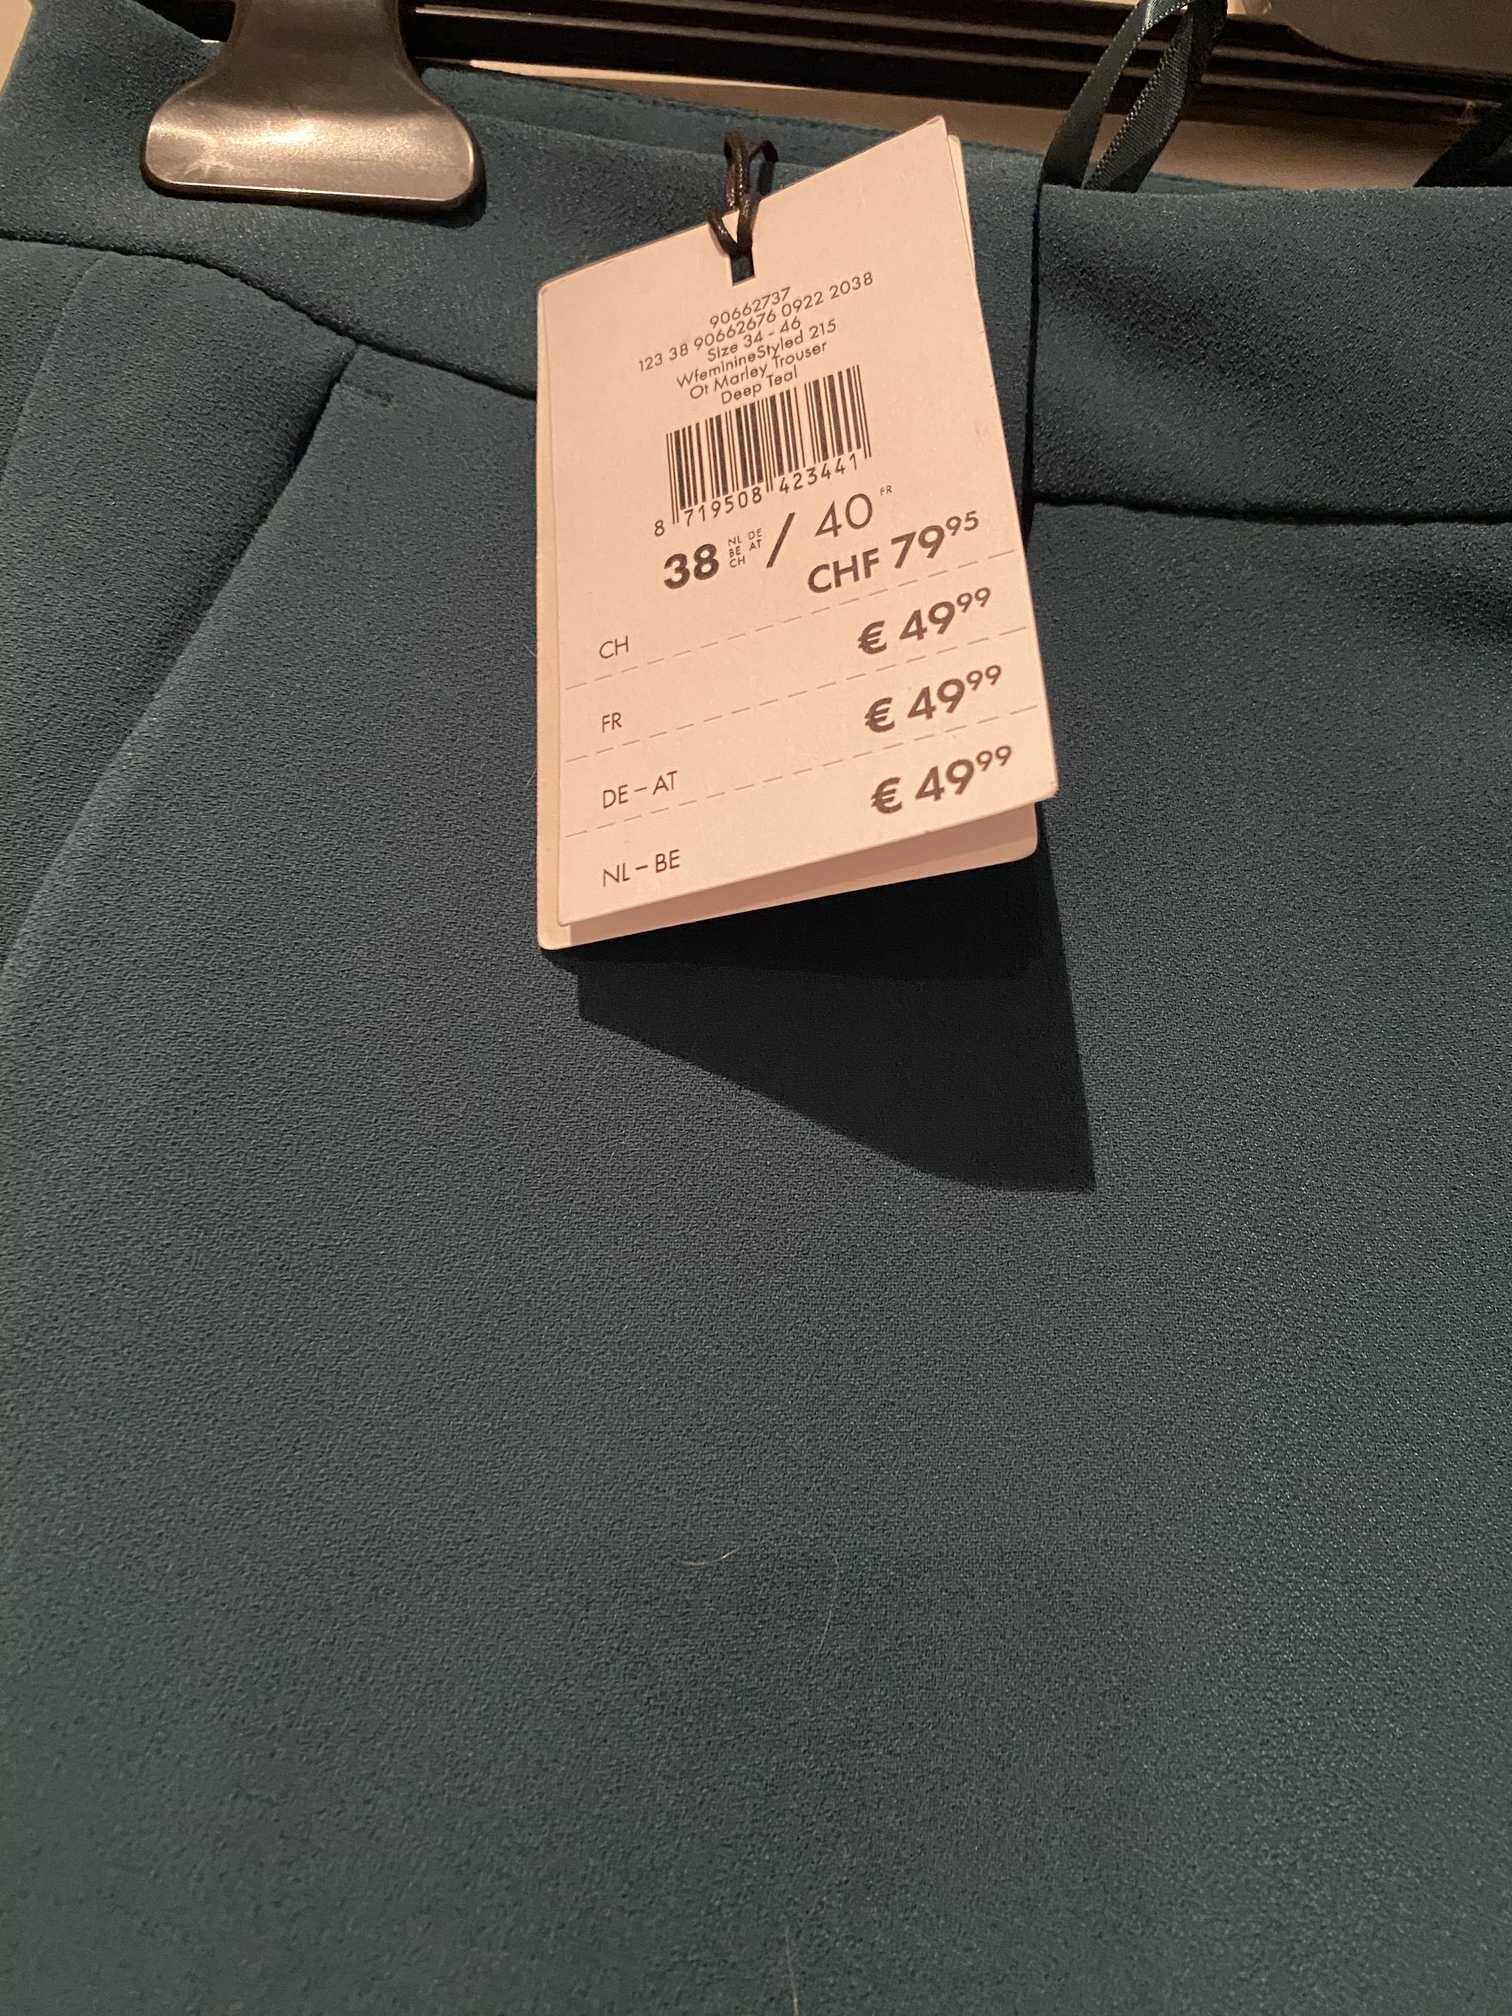 90662737
123 38 90662676 0922 2038
Size 34 - 46
WfeminineStyled 215
Ot Marley Trouser
Deep Teal
8 719508 423441
38 NL DE BE AT CH / 40 FR
CHF 79⁹⁵
CH
€ 49⁹⁹
FR
€ 49⁹⁹
DE – AT
€ 49⁹⁹
NL – BE